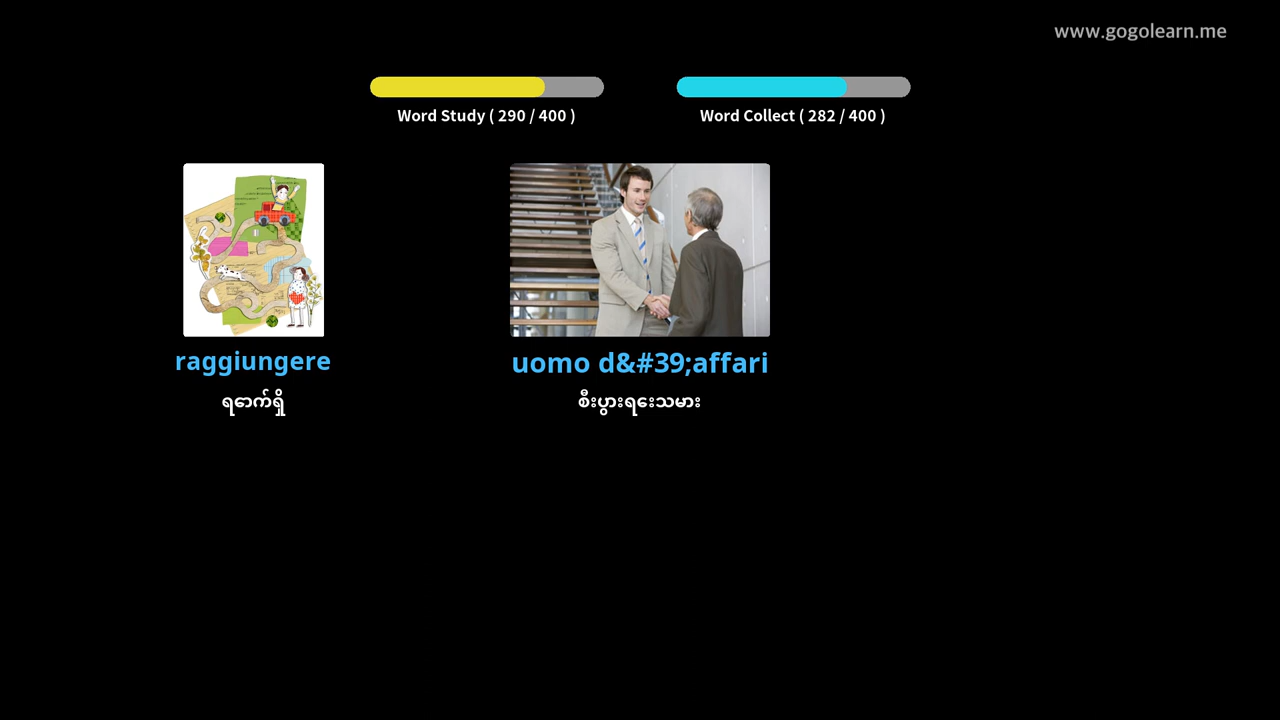 www.gogolearn.me
Word Study ( 290 / 400 )
Word Collect ( 282 / 400 )
raggiungere
ရောက်ရှိ
uomo d&#39;affari
စီးပွားရေးသမား